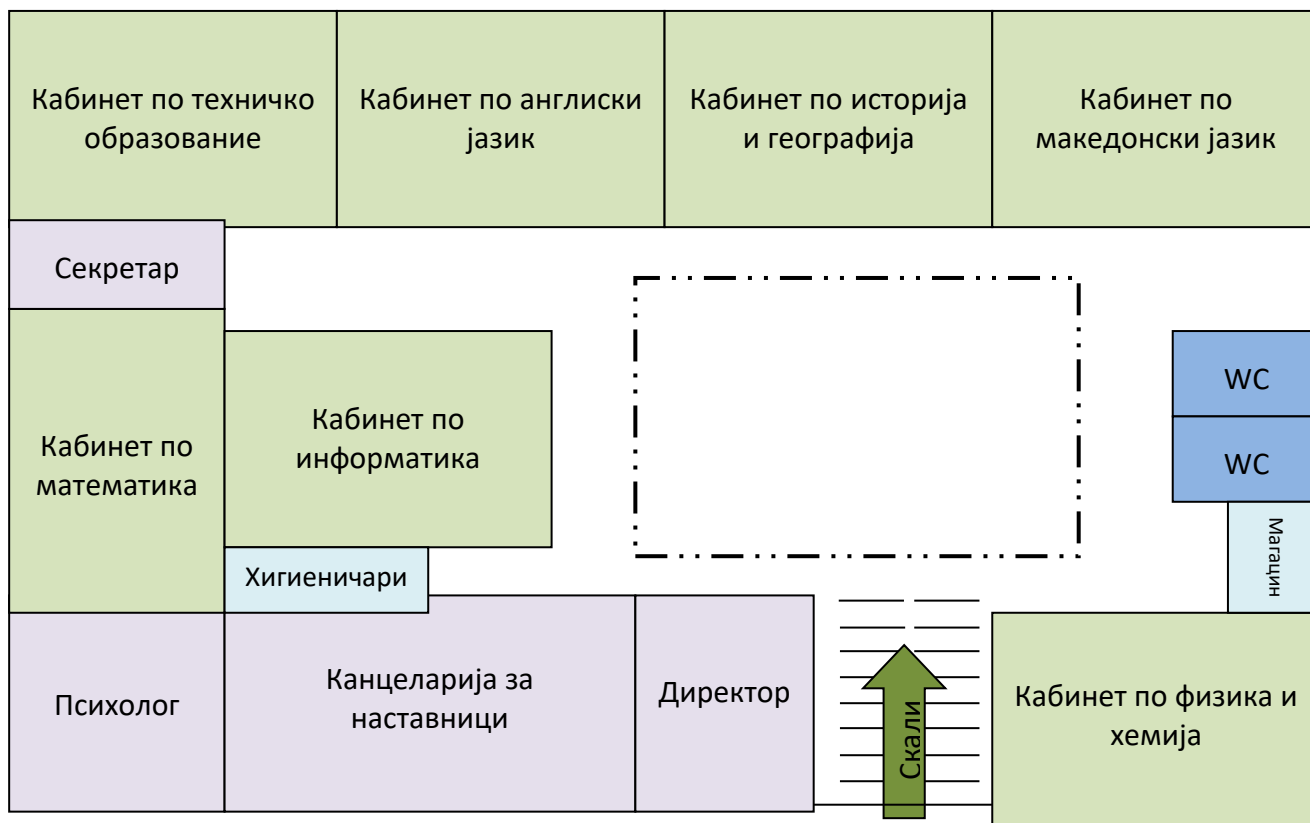 Кабинет по техничко
образование
Кабинет по англиски
јазик
Кабинет по историја
и географија
Кабинет по
македонски јазик
Секретар
Кабинет по
математика
Кабинет по
информатика
Хигиеничари
WC
WC
Магацин
Психолог
Канцеларија за
наставници
Директор
Скали
Кабинет по физика и
хемија